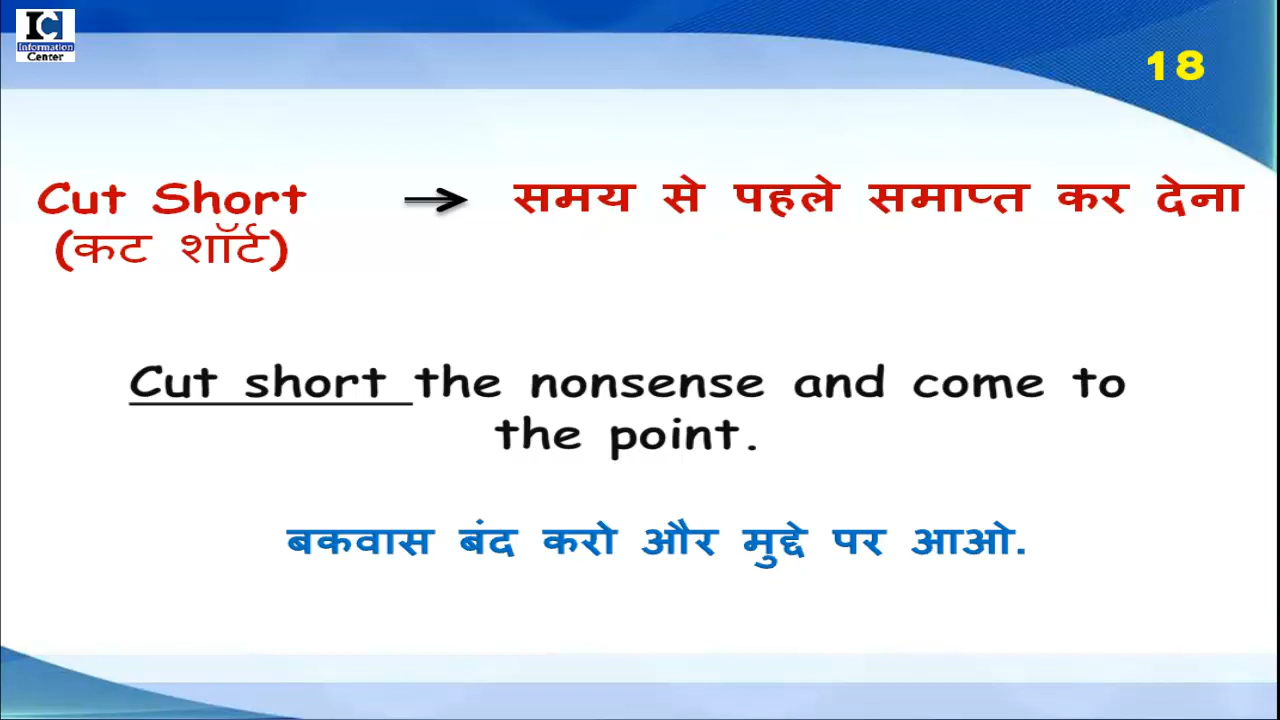 IC
Information
Center
18
Cut Short → समय से पहले समाप्त कर देना
(कट शॉर्ट)
Cut short the nonsense and come to
the point.
बकवास बंद करो और मुद्दे पर आओ.